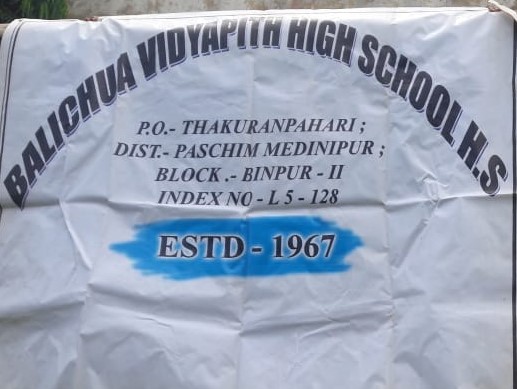 BALICHUA VIDYAPITH HIGH SCHOOL H.S
P.O.- THAKURANPAHARI ;
DIST.- PASCHIM MEDINIPUR ;
BLOCK .- BINPUR - II
INDEX NO - L 5 - 128
ESTD - 1967